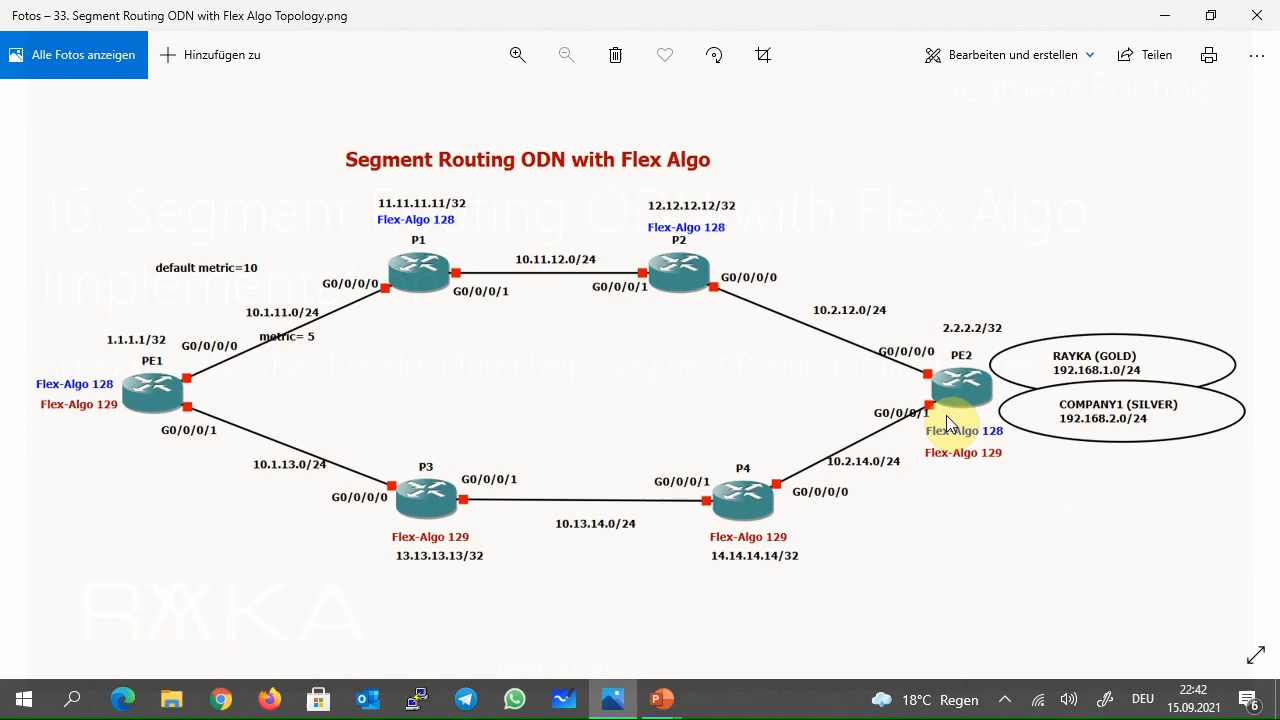 Fotos – 33. Segment Routing ODN with Flex Algo Topology.png
Alle Fotos anzeigen
Hinzufügen zu
Bearbeiten und erstellen
Teilen
Segment Routing
16. Segment Routing ODN with Flex Algo
Segment Routing ODN with Flex Algo
11.11.11.11/32
Flex-Algo 128
P1
12.12.12.12/32
Flex-Algo 128
P2
default metric=10
10.11.12.0/24
G0/0/0/0
G0/0/0/1
G0/0/0/1
G0/0/0/0
10.1.11.0/24
metric= 5
10.2.12.0/24
1.1.1.1/32
PE1
G0/0/0/0
2.2.2.2/32
PE2
G0/0/0/0
RAYKA (GOLD)
192.168.1.0/24
Flex-Algo 128
Flex-Algo 129
COMPANY1 (SILVER)
192.168.2.0/24
G0/0/0/1
G0/0/0/1
Flex-Algo 128
Flex-Algo 129
10.1.13.0/24
10.2.14.0/24
P3
G0/0/0/1
G0/0/0/0
P4
G0/0/0/1
G0/0/0/0
10.13.14.0/24
Flex-Algo 129
13.13.13.13/32
Flex-Algo 129
14.14.14.14/32
18°C Regen
DEU
22:42
15.09.2021
6